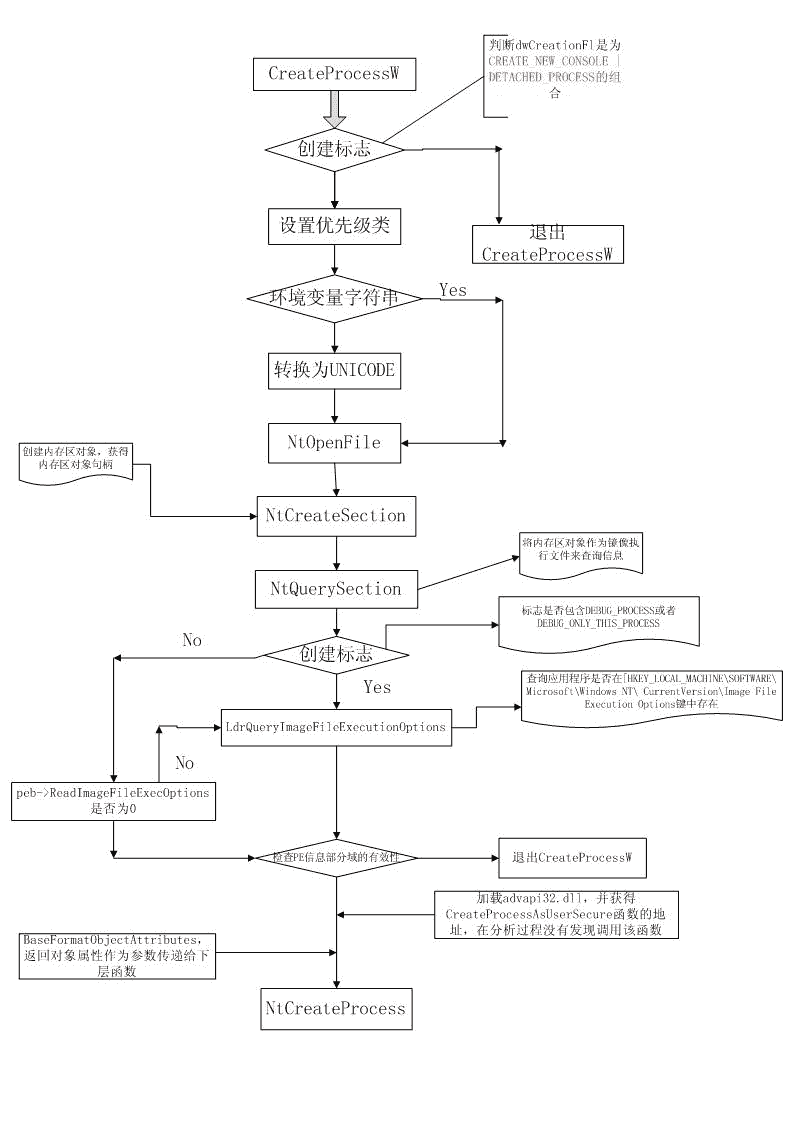 判断dwCreationFl是为
CREATE_NEW_CONSOLE |
DETACHED_PROCESS的组
合
CreateProcessW
创建标志
设置优先级类
退出
CreateProcessW
环境变量字符串
Yes
转换为UNICODE
NtOpenFile
创建内存区对象，获得
内存区对象句柄
NtCreateSection
将内存区对象作为镜像执
行文件来查询信息
NtQuerySection
标志是否包含DEBUG_PROCESS或者
DEBUG_ONLY_THIS_PROCESS
No
创建标志
Yes
查询应用程序是否在[HKEY_LOCAL_MACHINE\SOFTWARE\
Microsoft\Windows NT\ CurrentVersion\Image File
Execution Options键中存在
LdrQueryImageFileExecutionOptions
No
peb->ReadImageFileExecOptions
是否为0
检查PE信息部分域的有效性
退出CreateProcessW
加载advapi32.dll，并获得
CreateProcessAsUserSecure函数的地
址，在分析过程没有发现调用该函数
BaseFormatObjectAttributes，
返回对象属性作为参数传递给下
层函数
NtCreateProcess